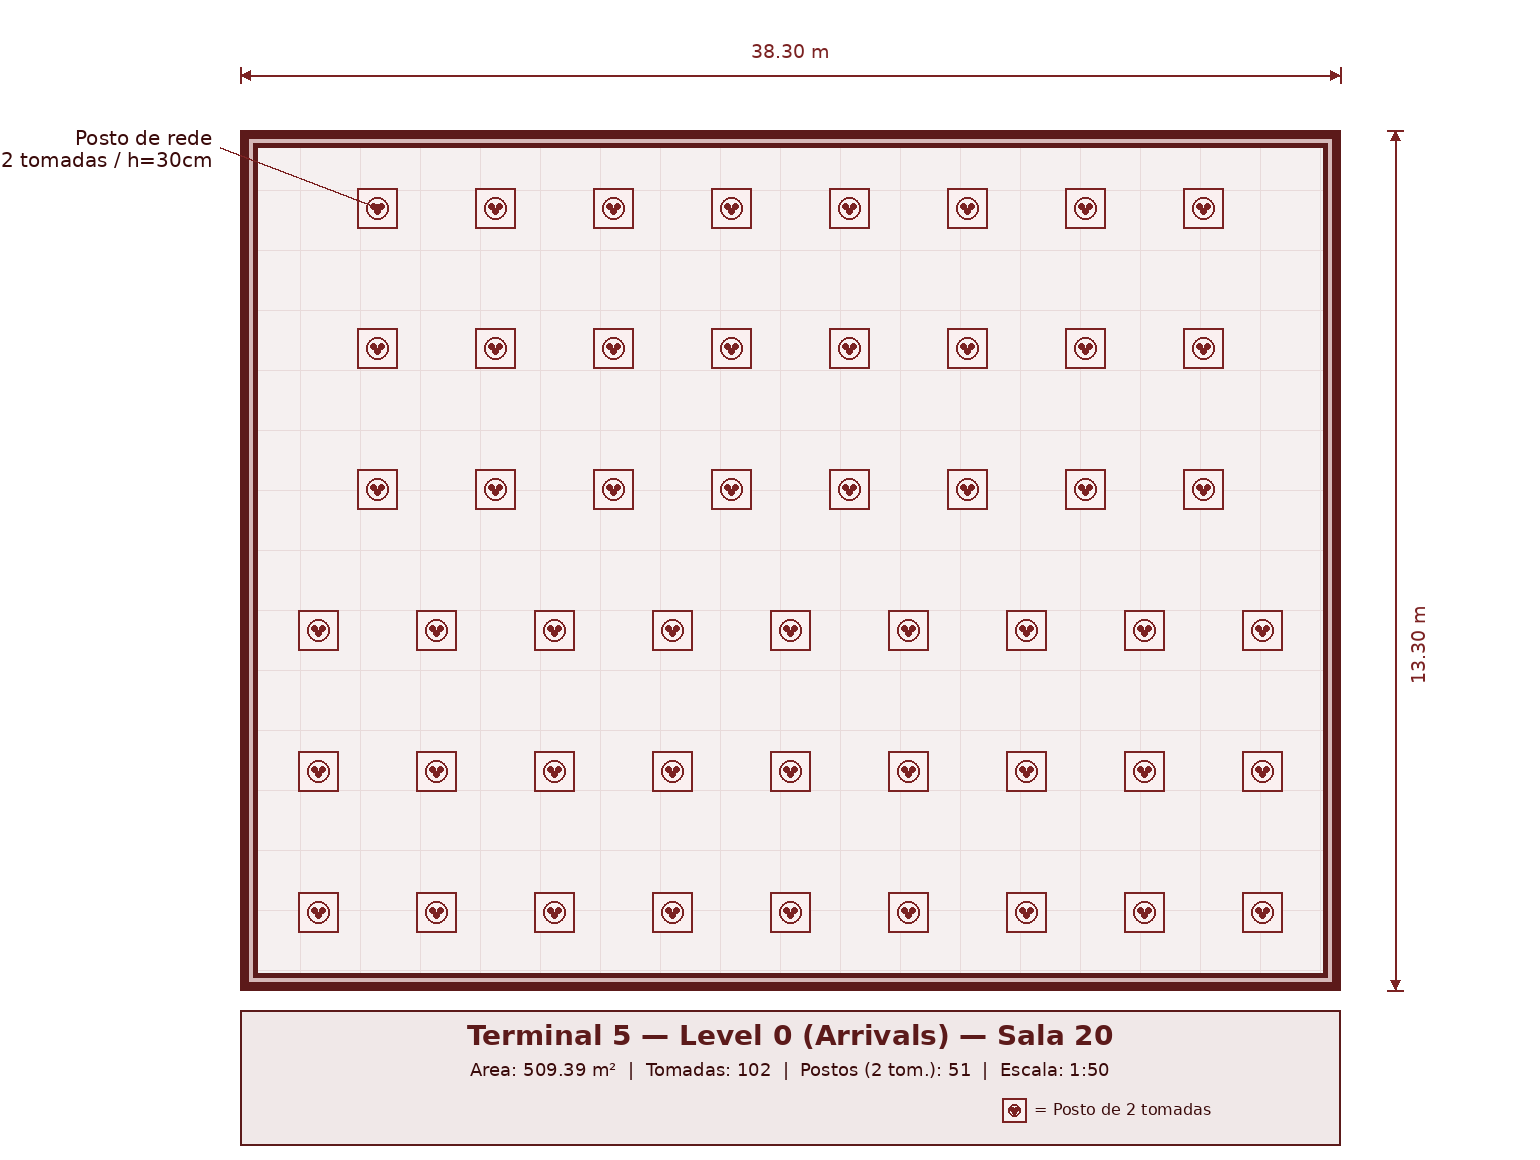 38.30 m
Posto de rede
2 tomadas / h=30cm
13.30 m
Terminal 5 — Level 0 (Arrivals) — Sala 20
Area: 509.39 m² | Tomadas: 102 | Postos (2 tom.): 51 | Escala: 1:50
= Posto de 2 tomadas